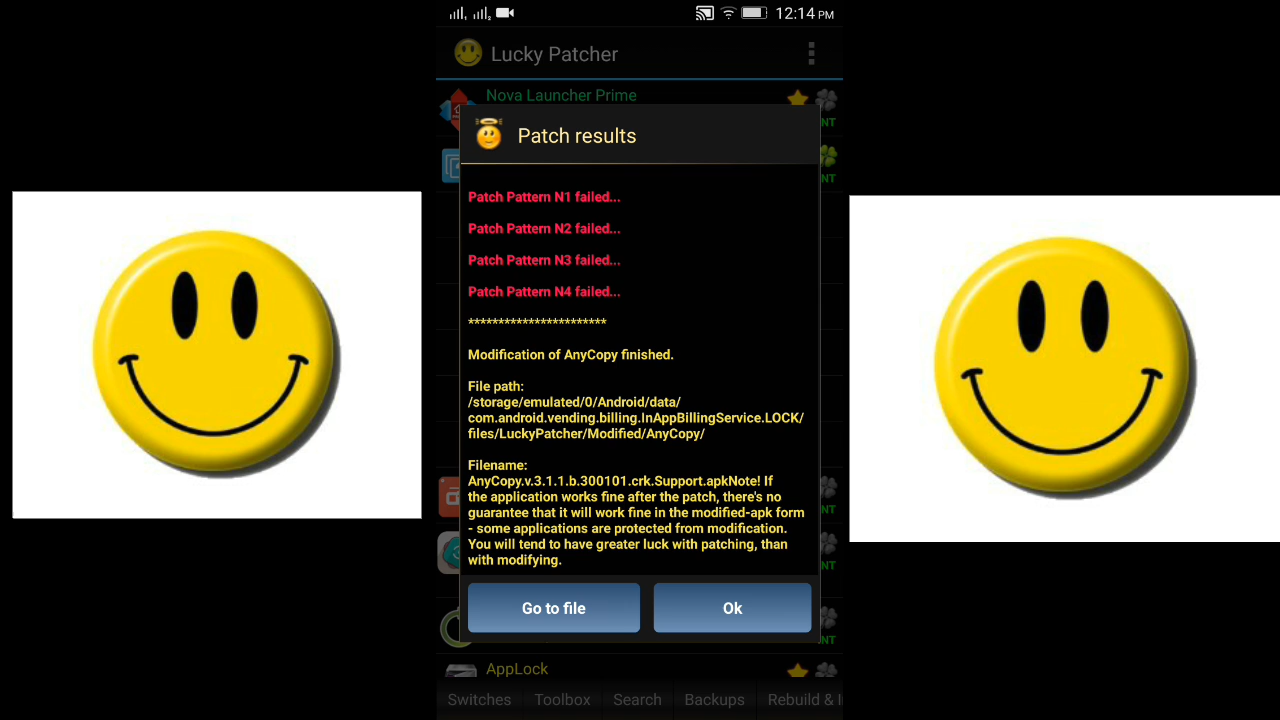 12:14 PM
Lucky Patcher
Nova Launcher Prime
NT
Patch results
NT
Patch Pattern N1 failed...
Patch Pattern N2 failed...
Patch Pattern N3 failed...
Patch Pattern N4 failed...
***********************
Modification of AnyCopy finished.
File path:
/storage/emulated/0/Android/data/
com.android.vending.billing.InAppBillingService.LOCK/
files/LuckyPatcher/Modified/AnyCopy/
Filename:
AnyCopy.v.3.1.1.b.300101.crk.Support.apkNote! If
the application works fine after the patch, there's no
guarantee that it will work fine in the modified-apk form
- some applications are protected from modification.
You will tend to have greater luck with patching, than
with modifying.
NT
Go to file Ok
NT
AppLock
Switches Toolbox Search Backups Rebuild & I